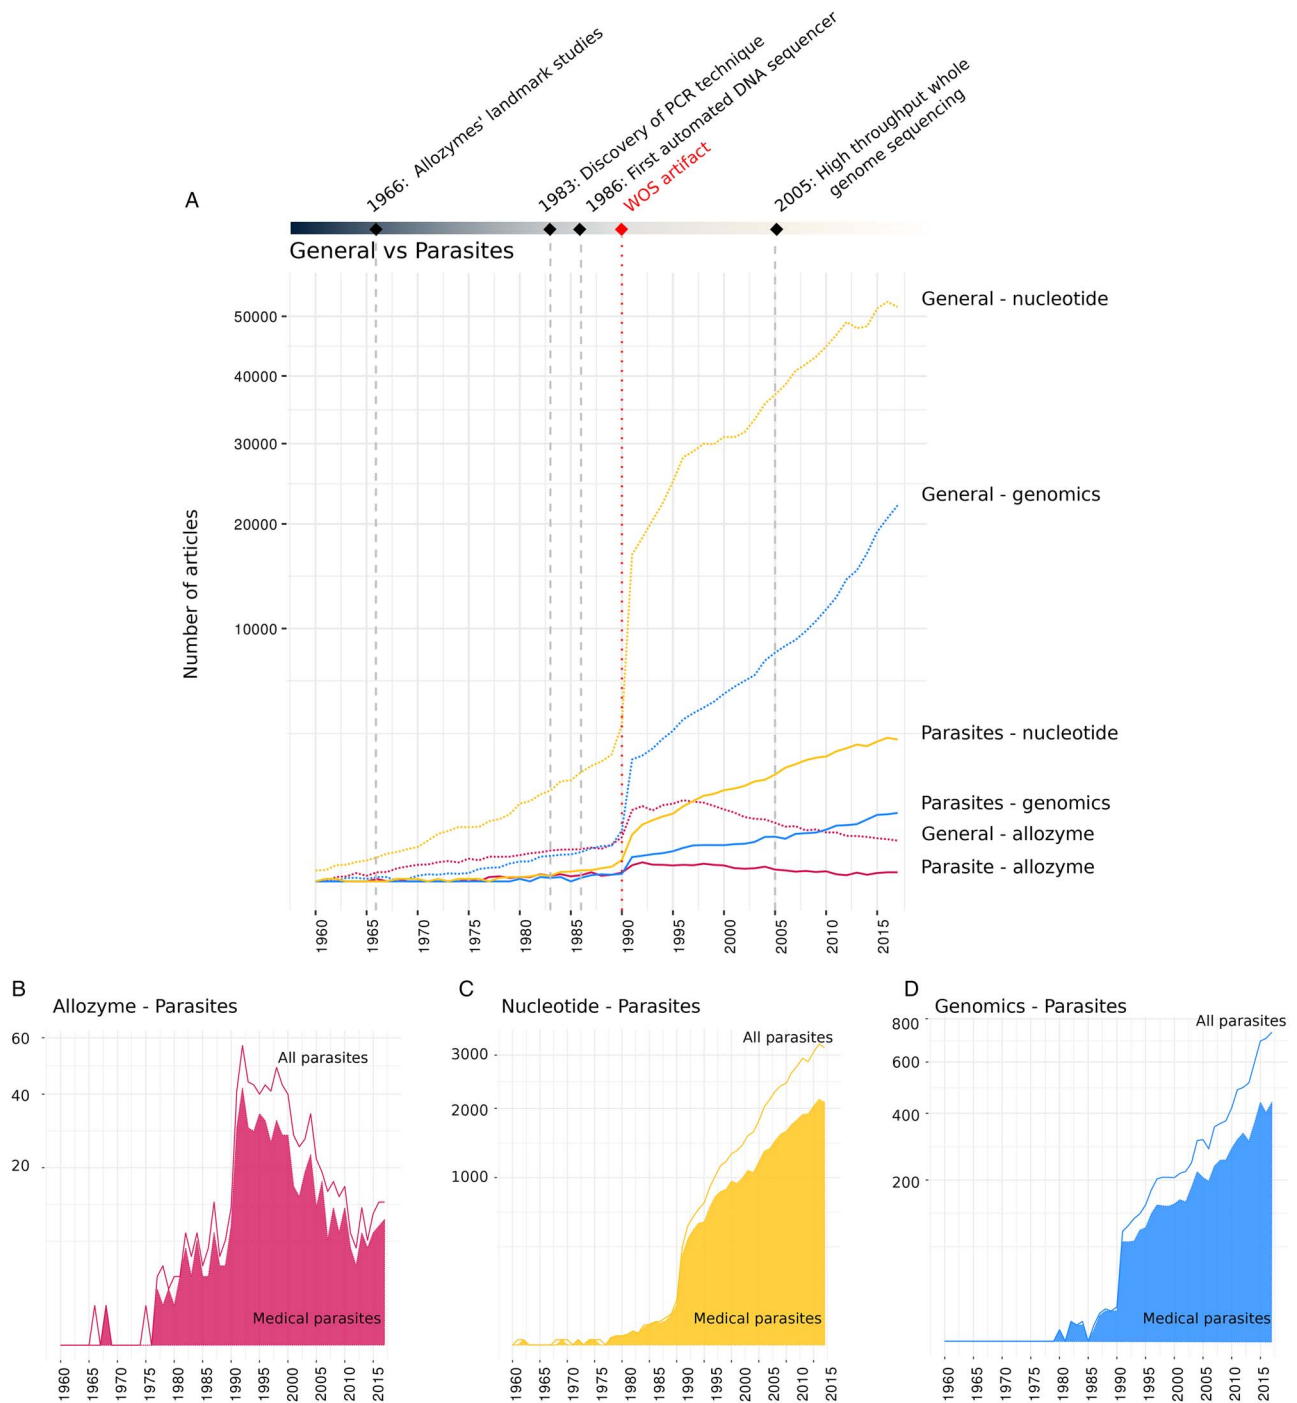 1966: Allozymes' landmark studies
1983: Discovery of PCR technique
1986: First automated DNA sequencer
WOS artifact
2005: High throughput whole
genome sequencing
A
General vs Parasites
General - nucleotide
50000
40000
30000
General - genomics
20000
Number of articles
10000
Parasites - nucleotide
Parasites - genomics
General - allozyme
Parasite - allozyme
1960 1965 1970 1975 1980 1985 1990 1995 2000 2005 2010 2015
B
Allozyme - Parasites
60
All parasites
40
20
Medical parasites
1960 1965 1970 1975 1980 1985 1990 1995 2000 2005 2010 2015
C
Nucleotide - Parasites
All parasites
3000
2000
1000
Medical parasites
1960 1965 1970 1975 1980 1985 1990 1995 2000 2005 2010 2015
D
Genomics - Parasites
All parasites
800
600
400
200
Medical parasites
1960 1965 1970 1975 1980 1985 1990 1995 2000 2005 2010 2015